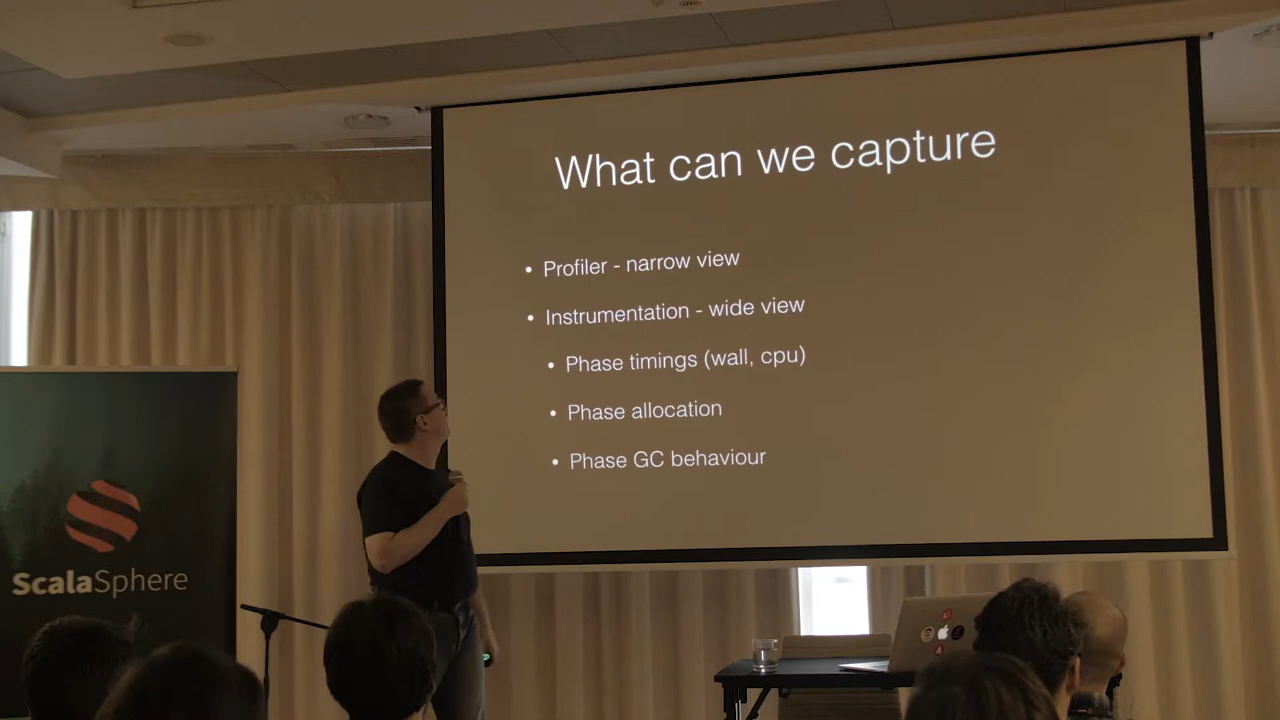 What can we capture
• Profiler - narrow view
• Instrumentation - wide view
• Phase timings (wall, cpu)
• Phase allocation
• Phase GC behaviour
ScalaSphere